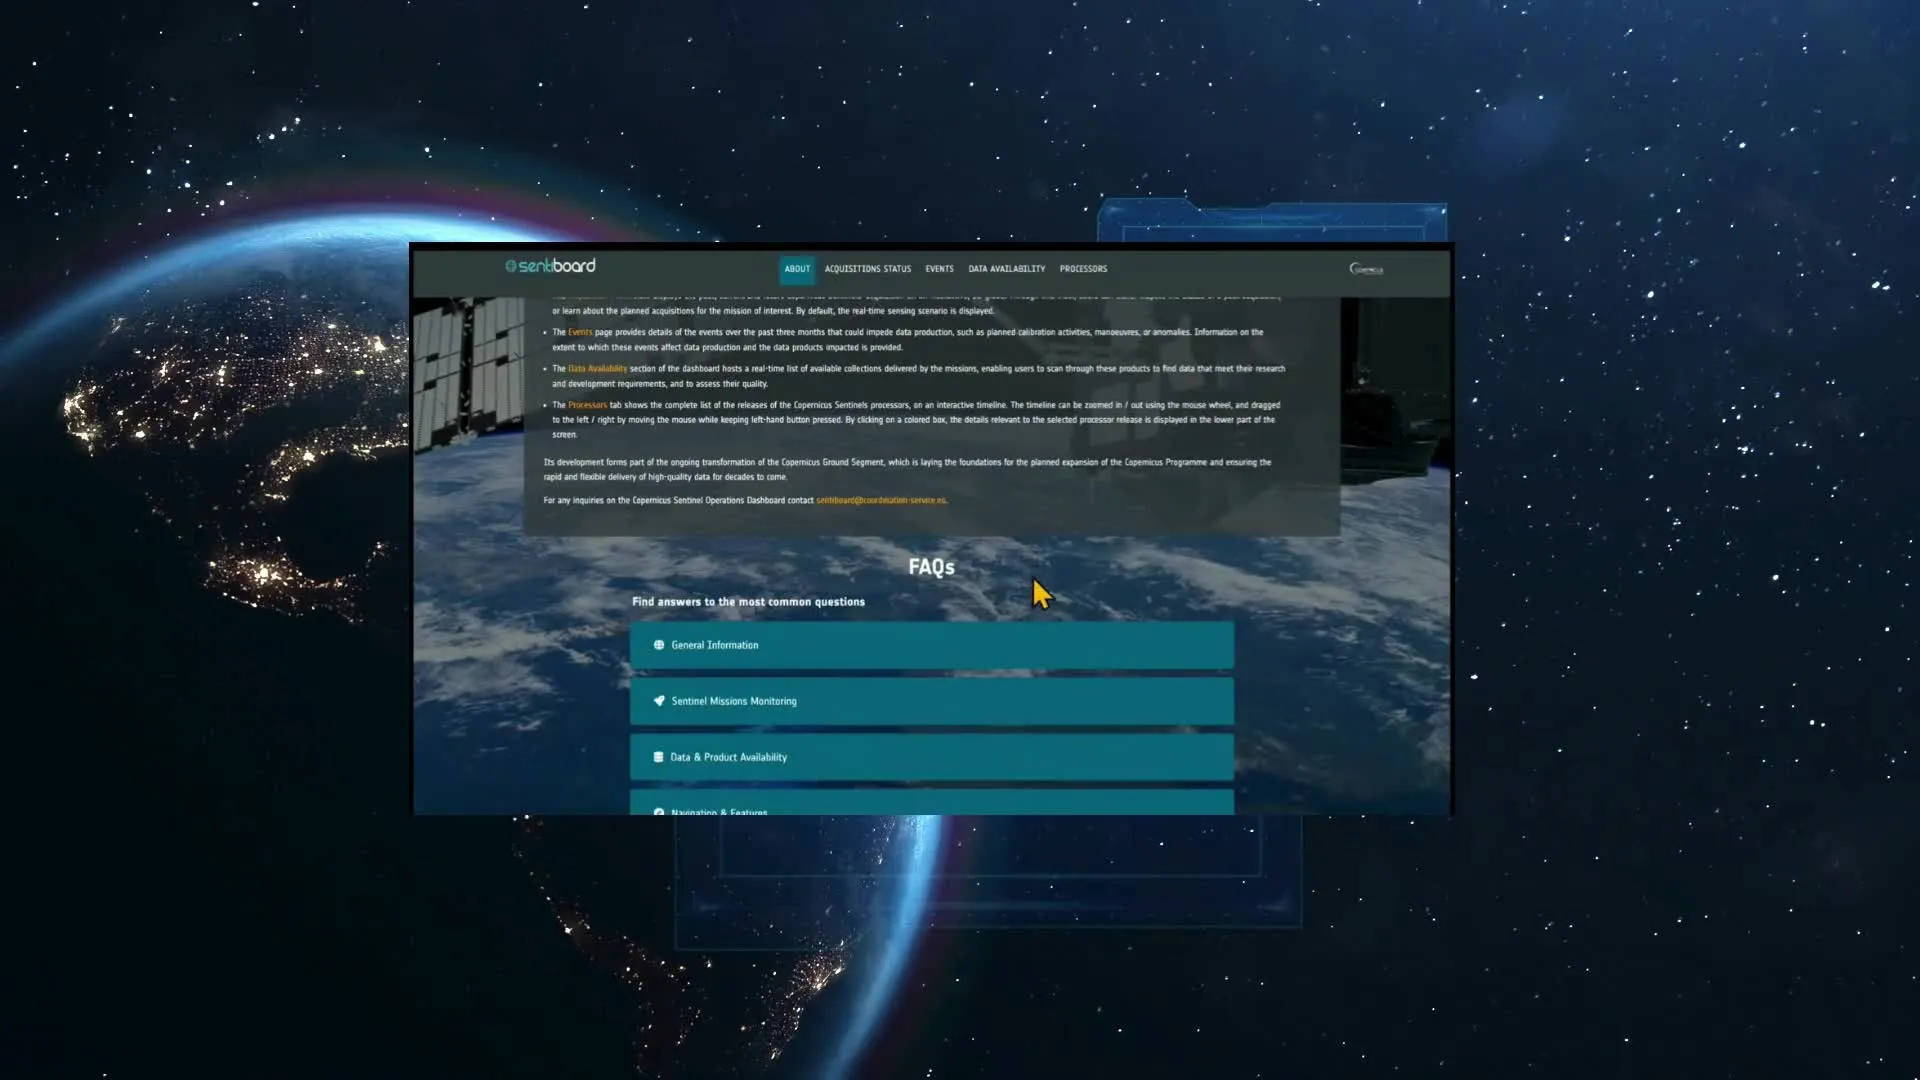 sentiboard
ABOUT
ACQUISITIONS STATUS
EVENTS
DATA AVAILABILITY
PROCESSORS
or learn about the planned acquisitions for the mission of interest. By default, the real-time sensing scenario is displayed.
• The Events page provides details of the events over the past three months that could impede data production, such as planned calibration activities, manoeuvres, or anomalies. Information on the
extent to which these events affect data production and the data products impacted is provided.
• The Data Availability section of the dashboard hosts a real-time list of available collections delivered by the missions, enabling users to scan through these products to find data that meet their research
and development requirements, and to assess their quality.
• The Processors tab shows the complete list of the releases of the Copernicus Sentinels processors, on an interactive timeline. The timeline can be zoomed in / out using the mouse wheel, and dragged
to the left / right by moving the mouse while keeping left-hand button pressed. By clicking on a colored box, the details relevant to the selected processor release is displayed in the lower part of the
screen.
Its development forms part of the ongoing transformation of the Copernicus Ground Segment, which is laying the foundations for the planned expansion of the Copernicus Programme and ensuring the
rapid and flexible delivery of high-quality data for decades to come.
For any inquiries on the Copernicus Sentinel Operations Dashboard contact sentiboard@coordination-service.eu.
FAQs
Find answers to the most common questions
General Information
Sentinel Missions Monitoring
Data & Product Availability
Navigation & Features